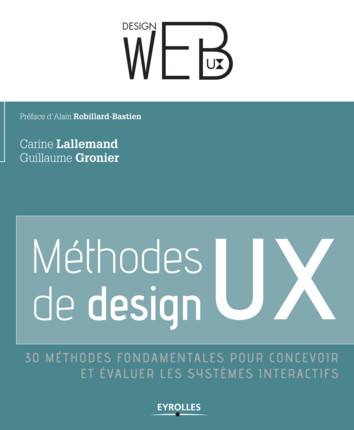 DESIGN
WEB
UX
Préface d'Alain Robillard-Bastien
Carine Lallemand
Guillaume Gronier
Méthodes
de design UX
30 MÉTHODES FONDAMENTALES POUR CONCEVOIR
ET ÉVALUER LES SYSTÈMES INTERACTIFS
EYROLLES